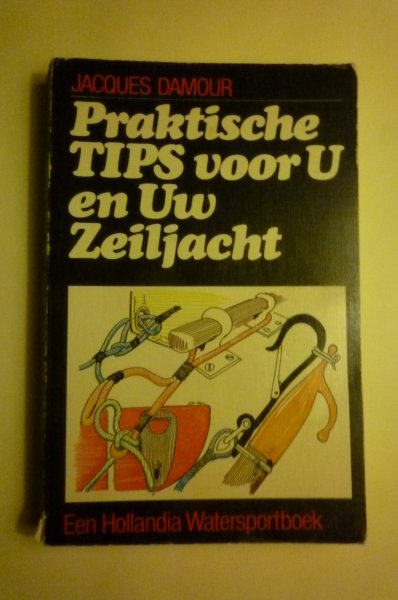 JACQUES DAMOUR
Praktische
TIPS voor U
en Uw
Zeiljacht
Een Hollandia Watersportboek